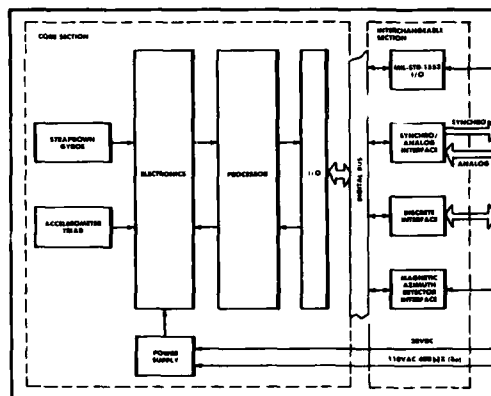 CORE SECTION
INTERCHANGEABLE
SECTION
STRAPDOWN
GYROS
ACCELEROMETER
TRIAD
ELECTRONICS
PROCESSOR
I/O
DIGITAL BUS
MIL-STD-1553
I/O
SYNCHRO/
ANALOG
INTERFACE
SYNCHRO
ANALOG
DISCRETE
INTERFACE
MAGNETIC
AZIMUTH
DETECTOR
INTERFACE
POWER
SUPPLY
28VDC
115VAC